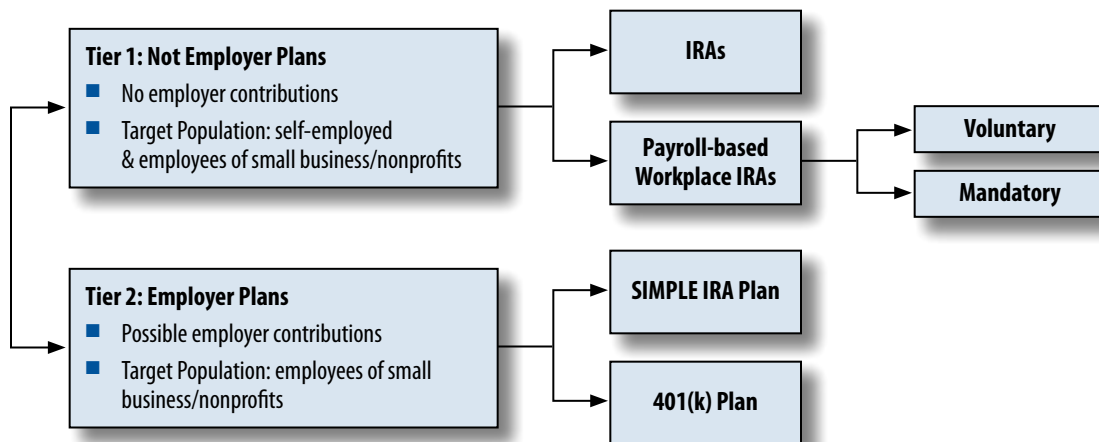 Tier 1: Not Employer Plans
No employer contributions
Target Population: self-employed
& employees of small business/nonprofits
IRAs
Payroll-based
Workplace IRAs
Voluntary
Mandatory
Tier 2: Employer Plans
Possible employer contributions
Target Population: employees of small
business/nonprofits
SIMPLE IRA Plan
401(k) Plan